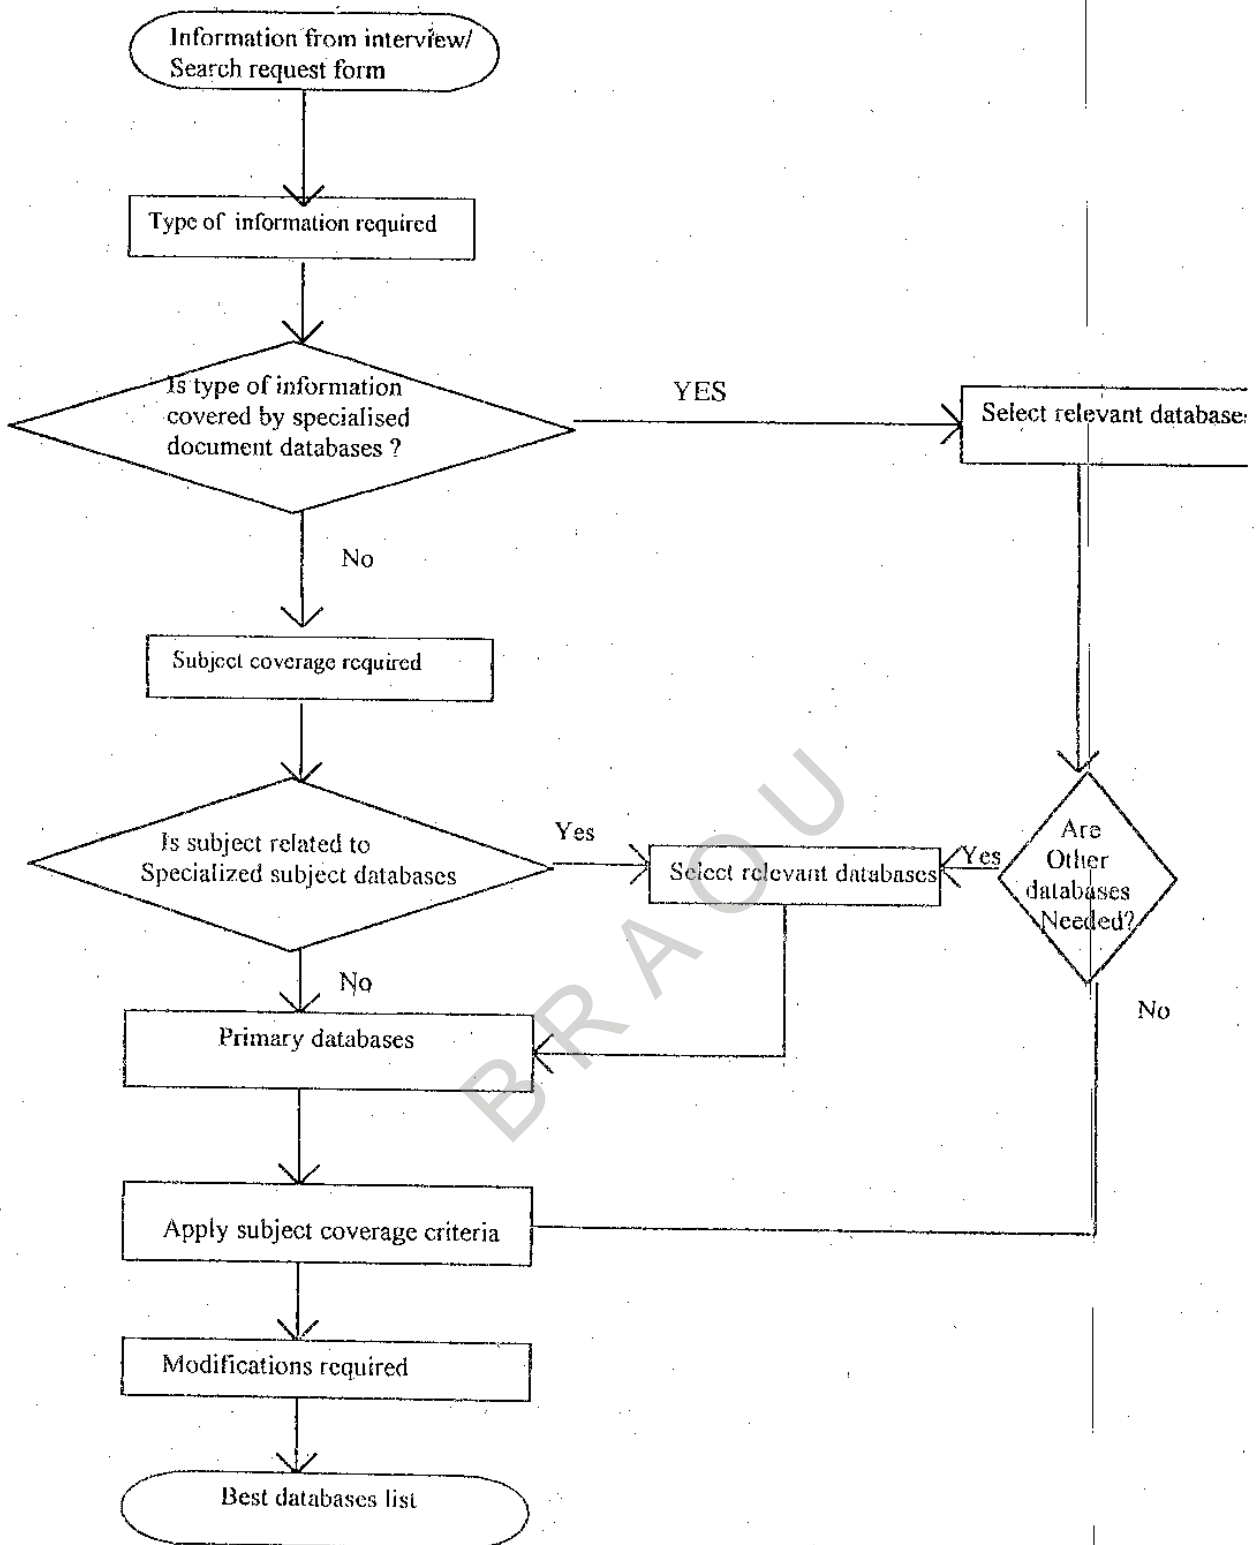 Information from interview/
Search request form
Type of information required
Is type of information
covered by specialised
document databases ?
YES
Select relevant database
No
Subject coverage required
Is subject related to
Specialized subject databases
Yes
Select relevant databases
Yes
Are
Other
databases
Needed?
No
No
Primary databases
Apply subject coverage criteria
Modifications required
Best databases list
BRAOU